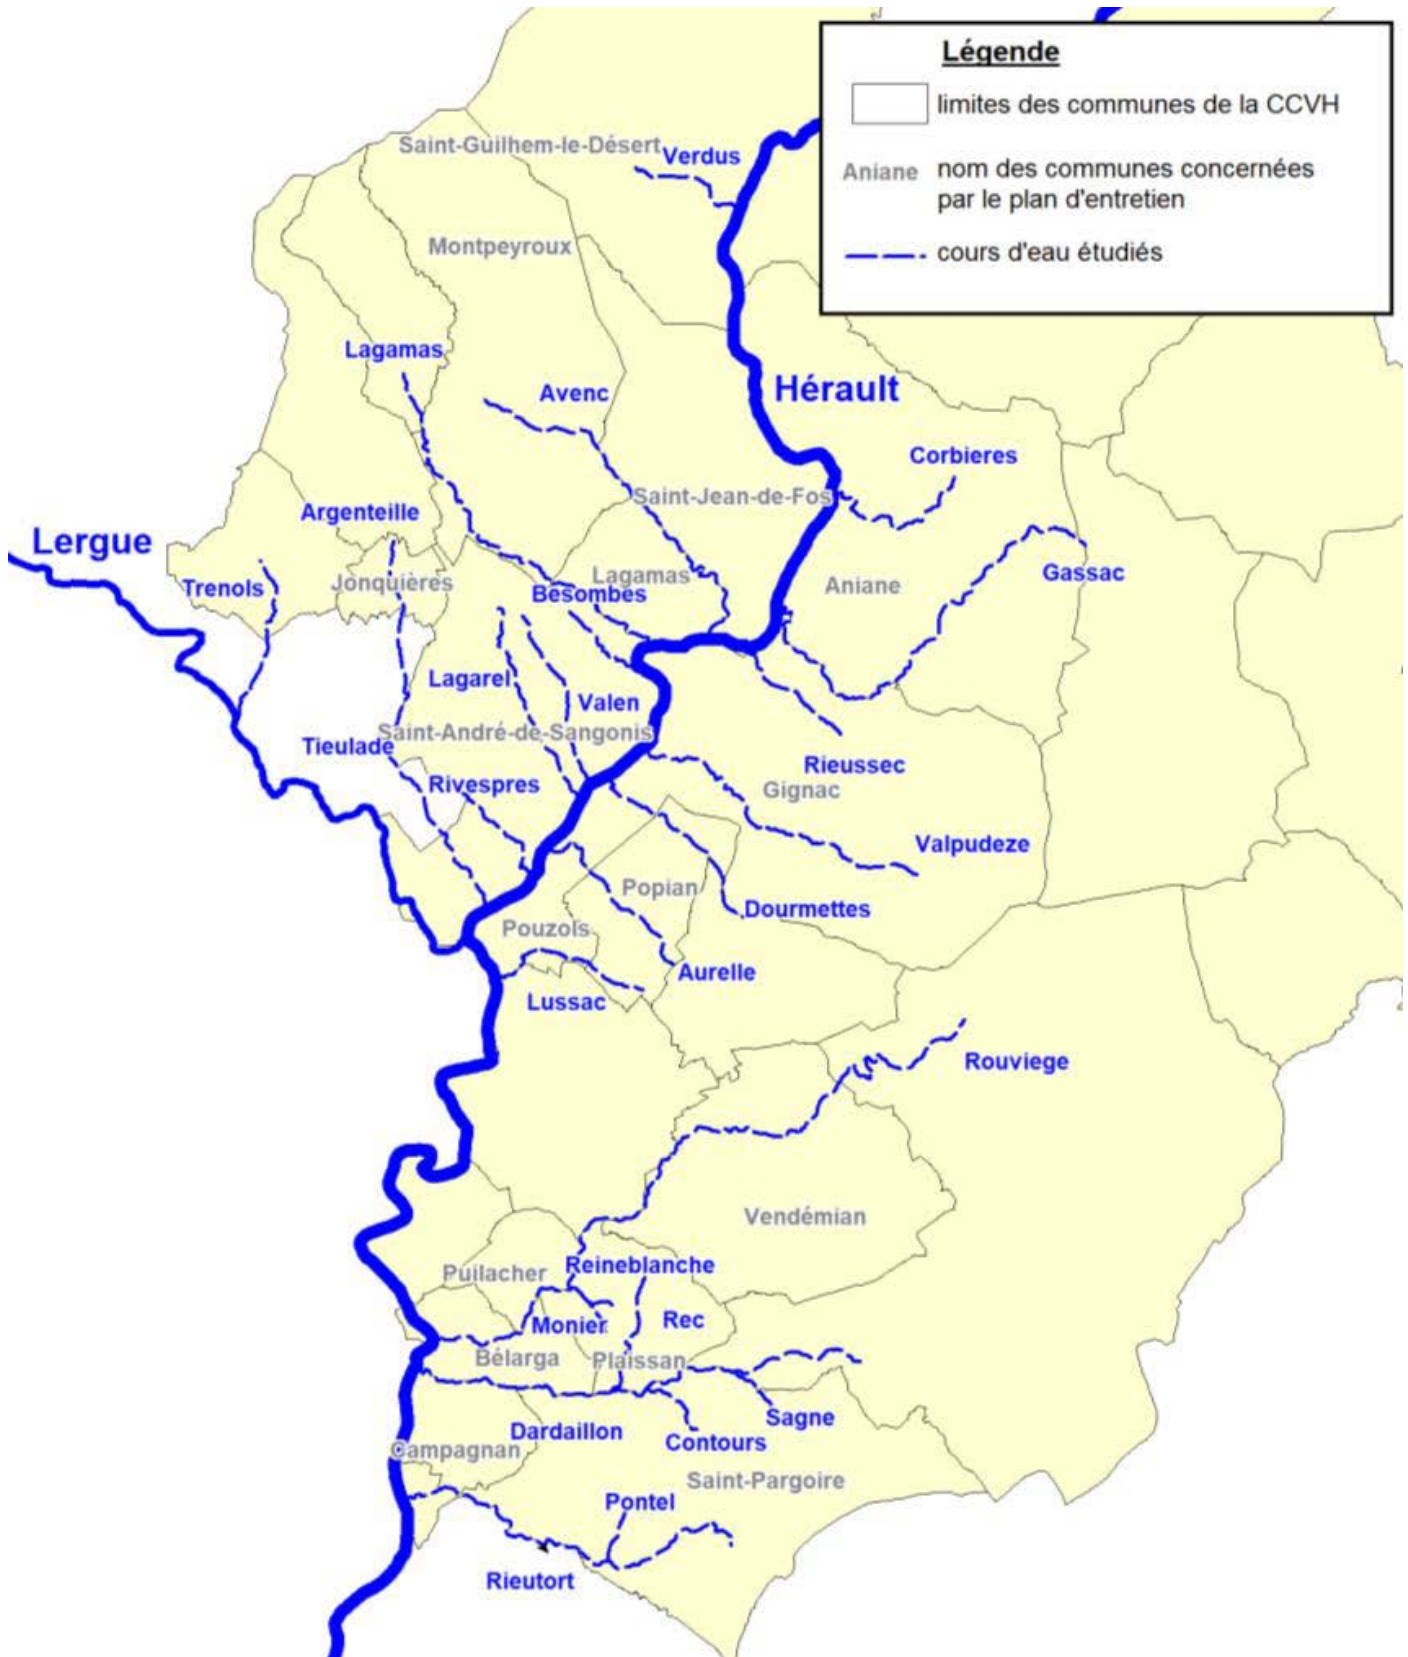 Légende
limites des communes de la CCVH
Aniane
nom des communes concernées
par le plan d'entretien
cours d'eau étudiés
Saint-Guilhem-le-Désert
Verdus
Montpeyroux
Lagamas
Hérault
Avenc
Corbieres
Saint-Jean-de-Fos
Argenteille
Lergue
Gassac
Lagamas
Jonquières
Aniane
Trenols
Besombes
Lagarel
Valen
Saint-André-de-Sangonis
Tieulade
Rieussec
Rivespres
Gignac
Valpudeze
Popian
Dourmettes
Pouzols
Aurelle
Lussac
Rouviege
Vendémian
Reineblanche
Puilacher
Rec
Monier
Bélarga
Plaissan
Sagne
Dardaillon
Contours
Campagnan
Saint-Pargoire
Pontel
Rieutort